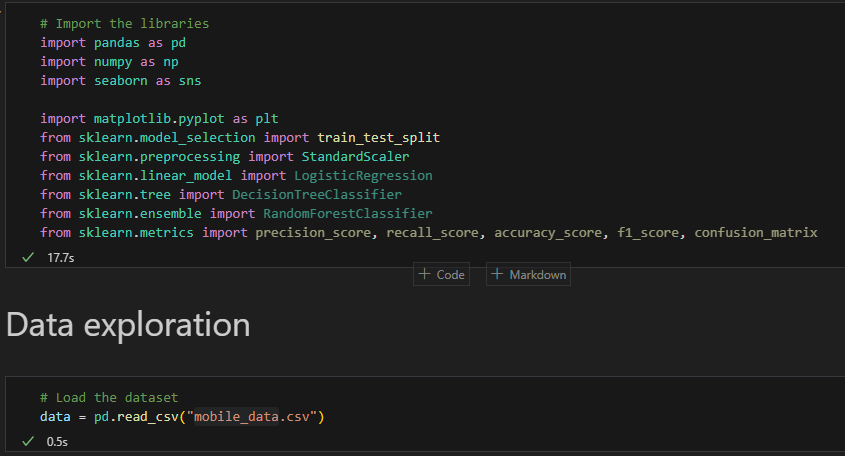 # Import the libraries
import pandas as pd
import numpy as np
import seaborn as sns
import matplotlib.pyplot as plt
from sklearn.model_selection import train_test_split
from sklearn.preprocessing import StandardScaler
from sklearn.linear_model import LogisticRegression
from sklearn.tree import DecisionTreeClassifier
from sklearn.ensemble import RandomForestClassifier
from sklearn.metrics import precision_score, recall_score, accuracy_score, f1_score, confusion_matrix
17.7s
+ Code + Markdown
Data exploration
# Load the dataset
data = pd.read_csv("mobile_data.csv")
0.5s